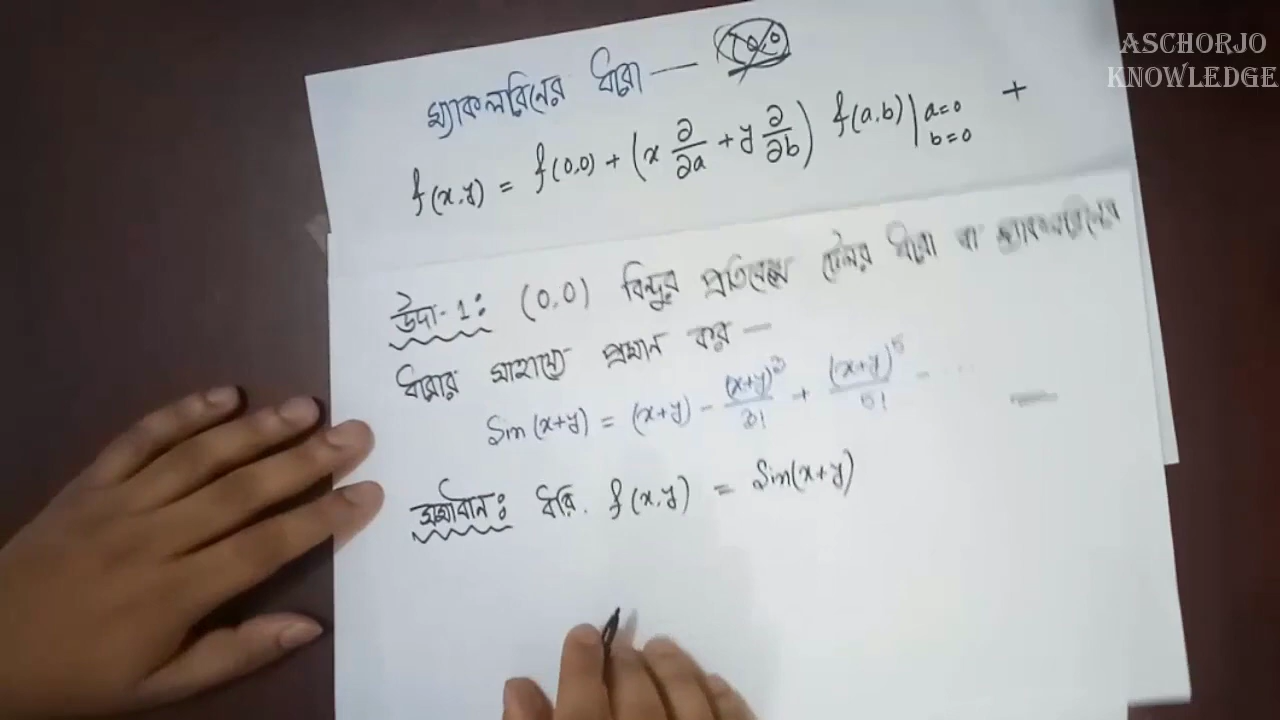 ম্যাকলরিনের ধারা —
f(x,y) = f(0,0) + (x ∂/∂a + y ∂/∂b) f(a,b) | a=0 b=0 +
উদা-1: (0,0) বিন্দুর প্রতিবেশে টেলর ধারা বা ম্যাকলরিনের
ধারার সাহায্যে প্রমান কর —
Sin(x+y) = (x+y) - (x+y)³/3! + (x+y)⁵/5! - ...
সমাধান: ধরি, f(x,y) = Sin(x+y)
ASCHORJO
KNOWLEDGE